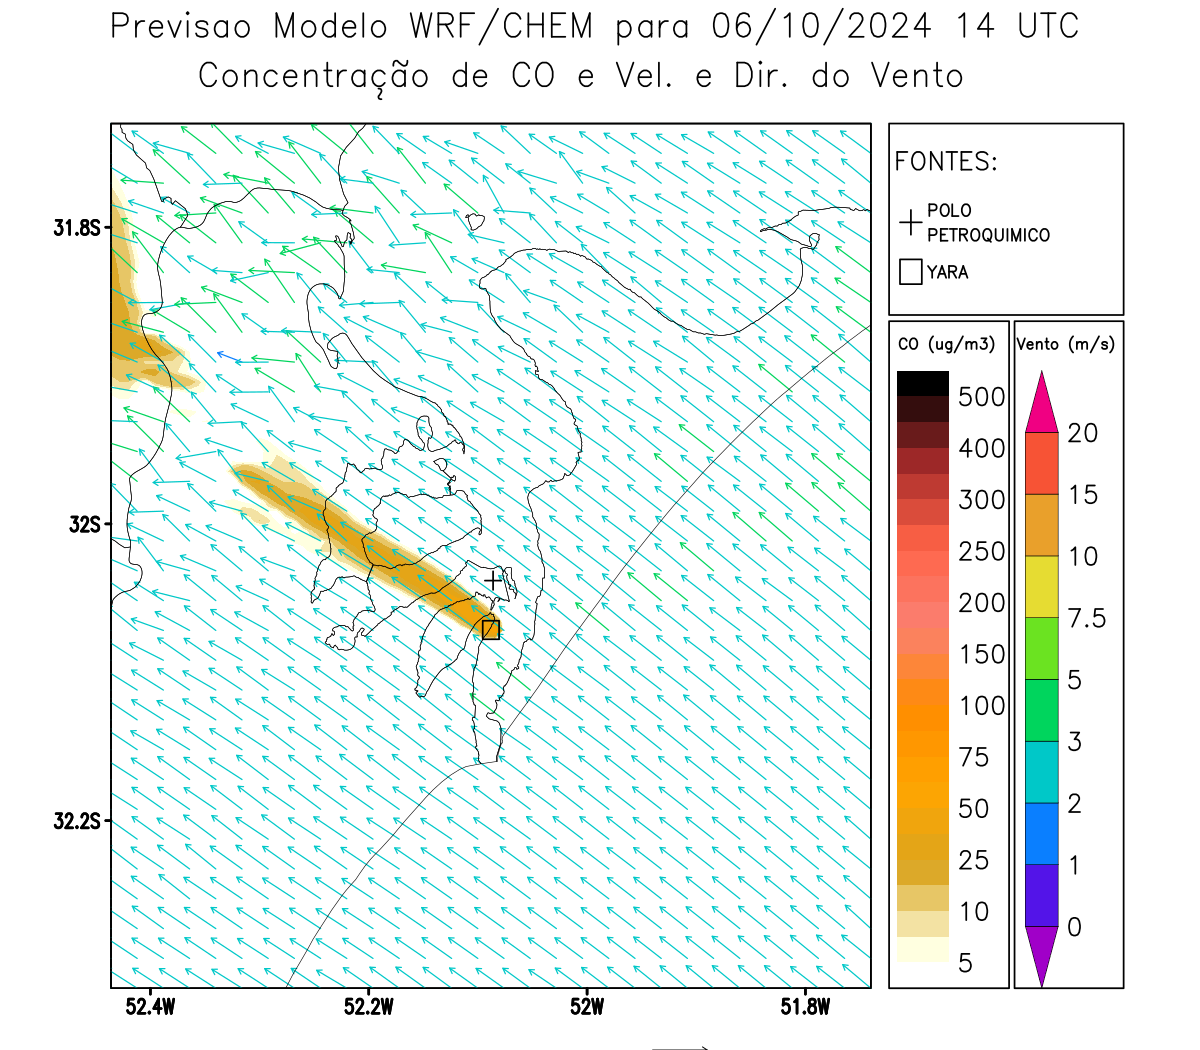 Previsao Modelo WRF/CHEM para 06/10/2024 14 UTC
Concentração de CO e Vel. e Dir. do Vento
FONTES:
POLO
PETROQUIMICO
YARA
31.8S
32S
32.2S
52.4W
52.2W
52W
51.8W
CO (ug/m3)
500
400
300
250
200
150
100
75
50
25
10
5
Vento (m/s)
20
15
10
7.5
5
3
2
1
0